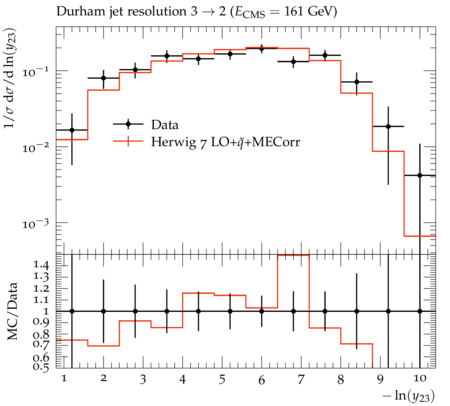 Durham jet resolution 3 → 2 (E_CMS = 161 GeV)
1/σ dσ/d ln(y₂₃)
10⁻¹
10⁻²
10⁻³
Data
Herwig 7 LO+q̃+MECorr
MC/Data
1.4
1.3
1.2
1.1
1
0.9
0.8
0.7
0.6
0.5
1 2 3 4 5 6 7 8 9 10
− ln(y₂₃)